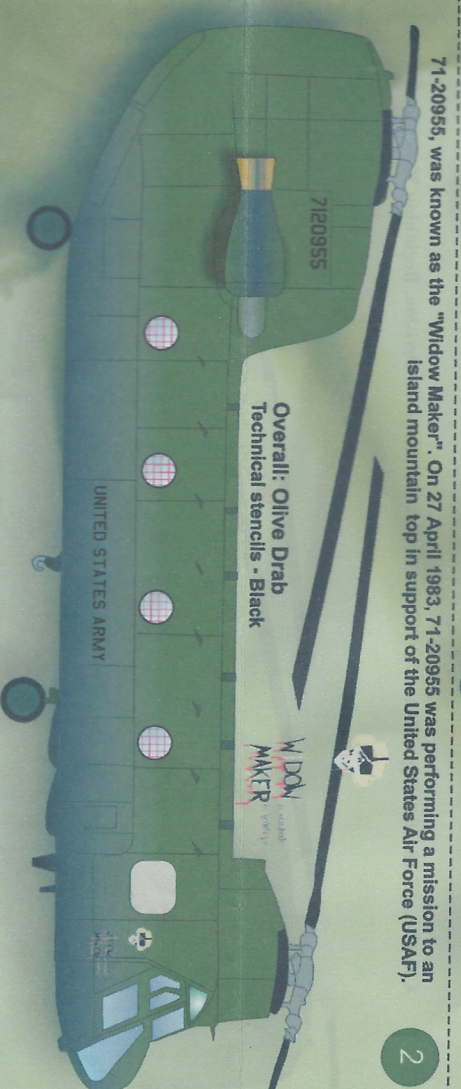 71-20955, was known as the "Widow Maker". On 27 April 1983, 71-20955 was performing a mission to an
island mountain top in support of the United States Air Force (USAF).
2
7120955
Overall: Olive Drab
Technical stencils - Black
WIDOW
MAKER
UNITED STATES ARMY